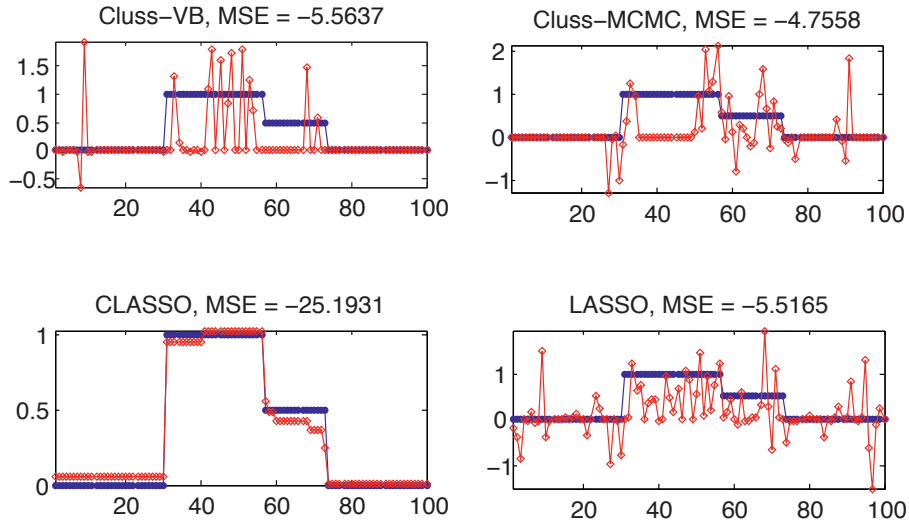 Cluss-VB, MSE = −5.5637
1.5
1
0.5
0
−0.5
20 40 60 80 100
Cluss-MCMC, MSE = −4.7558
2
1
0
−1
20 40 60 80 100
CLASSO, MSE = −25.1931
1
0.5
0
20 40 60 80 100
LASSO, MSE = −5.5165
1
0
−1
20 40 60 80 100